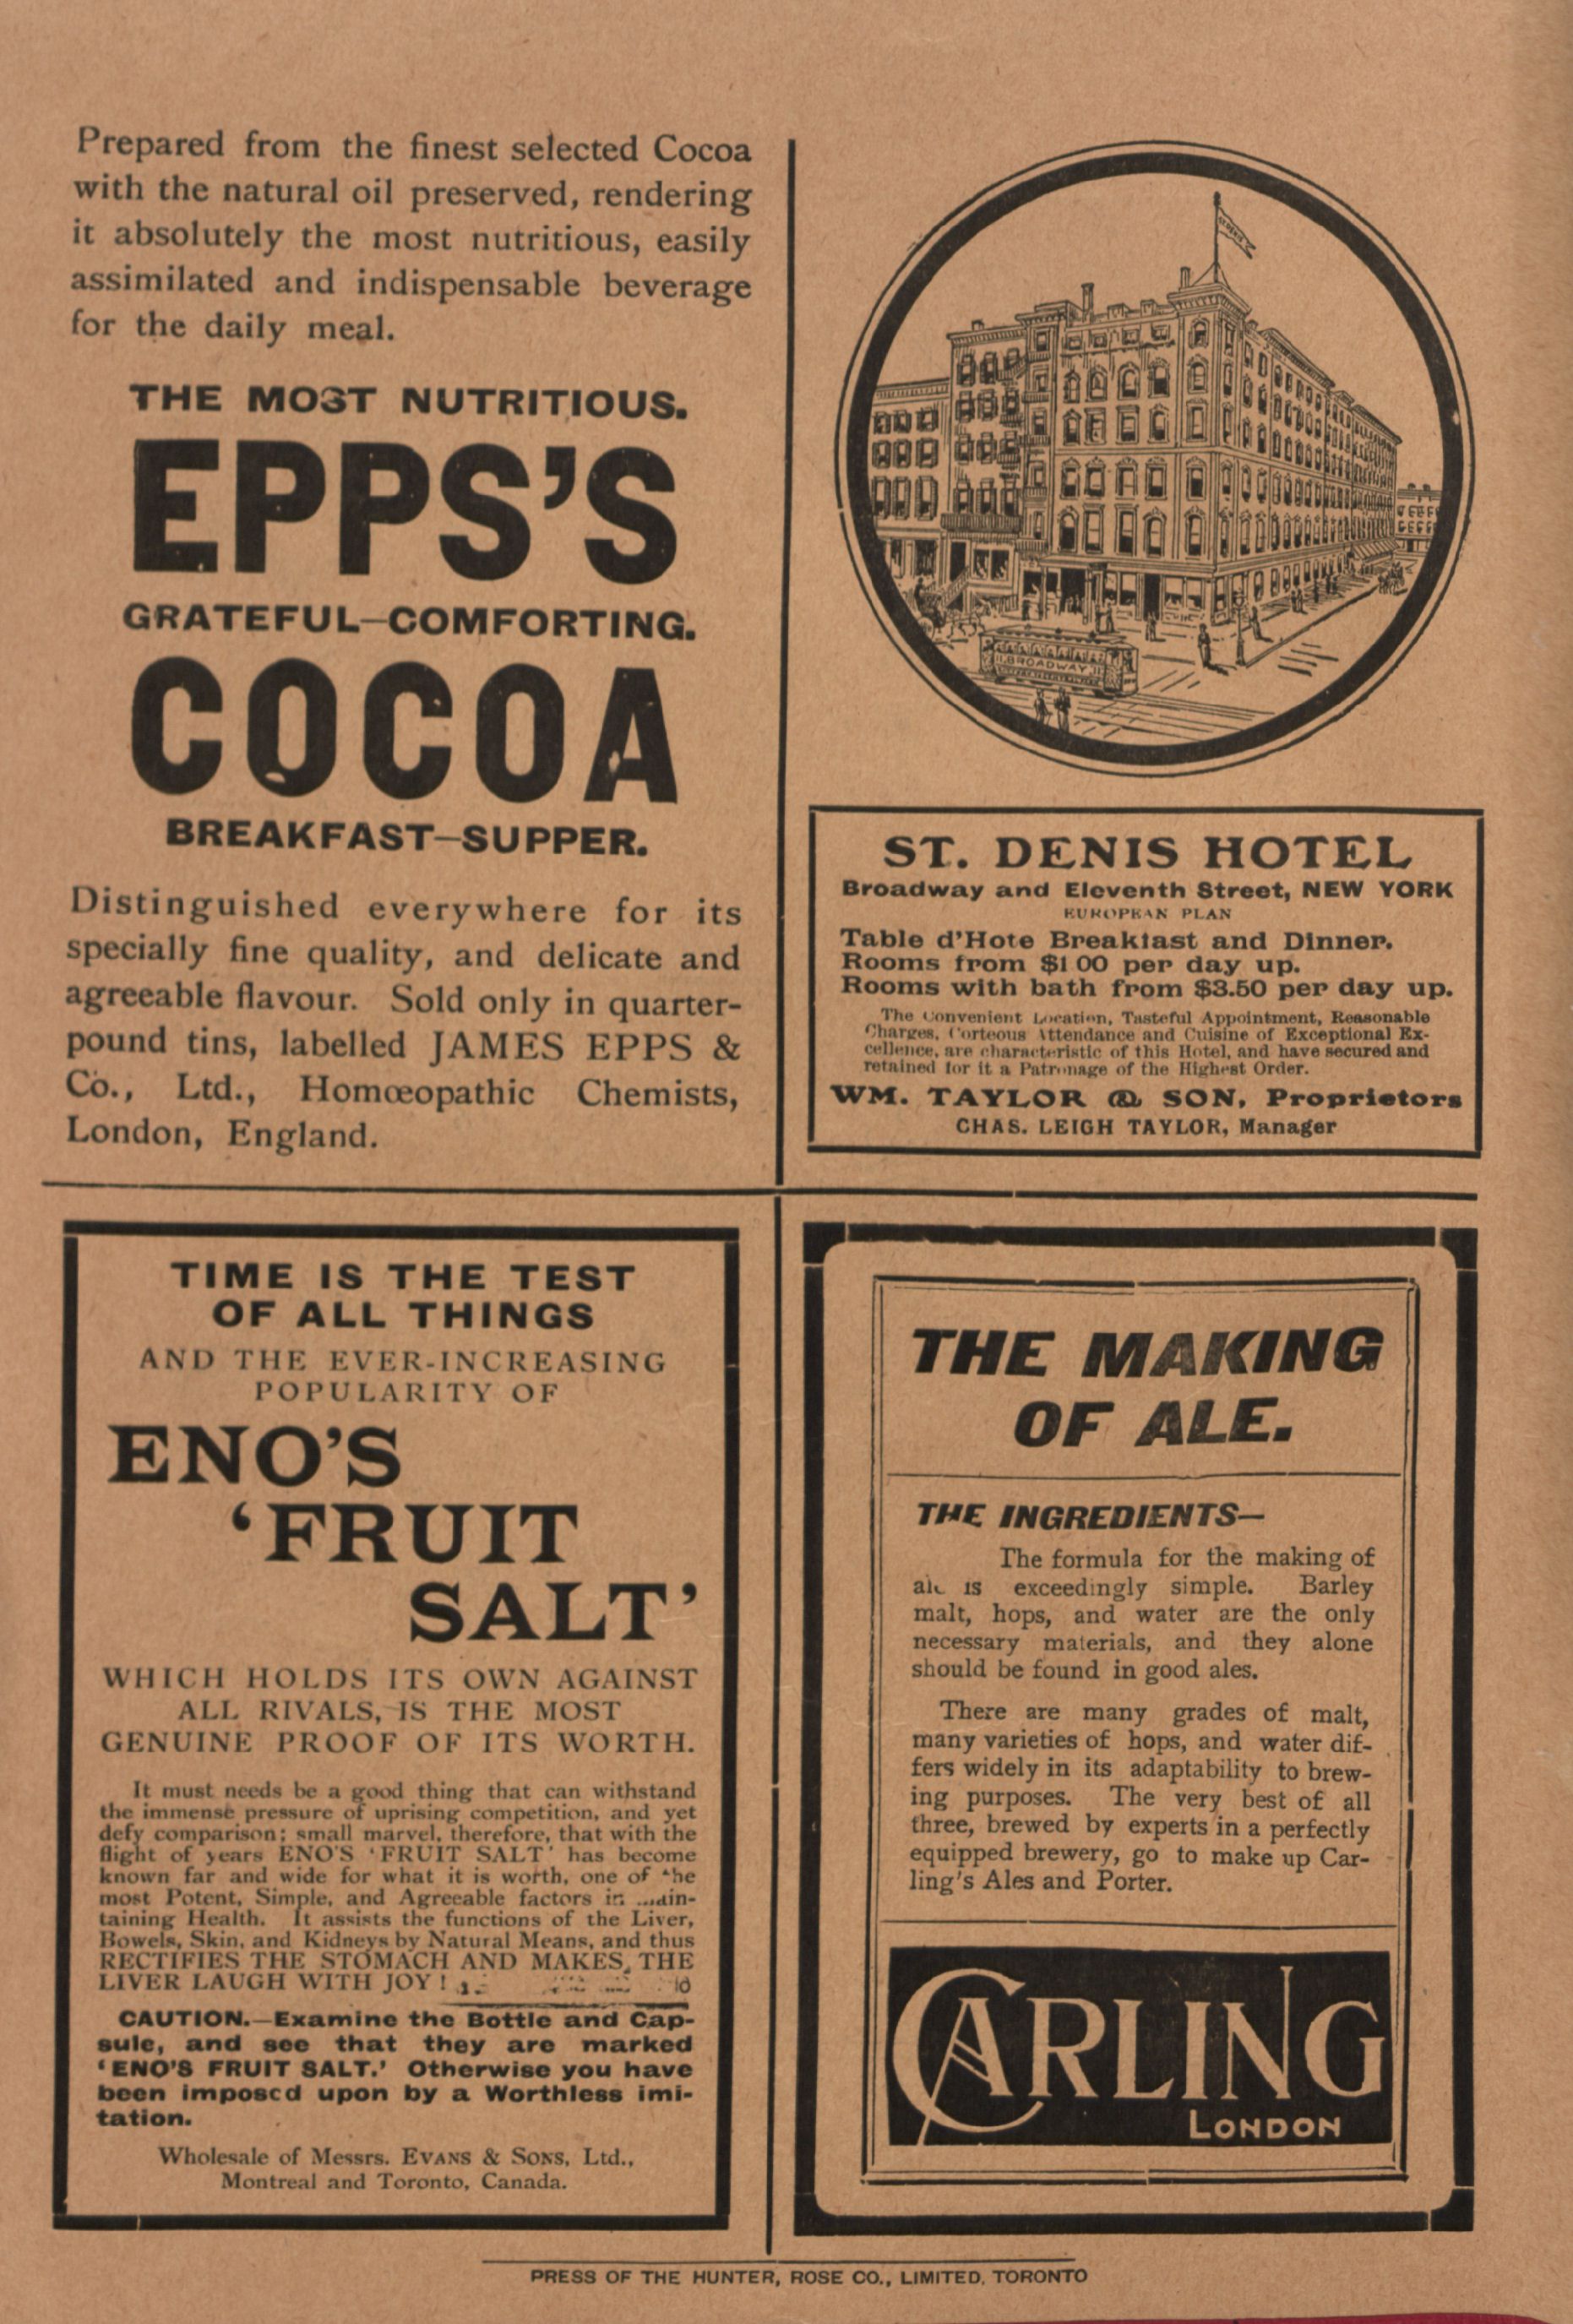 Prepared from the finest selected Cocoa
with the natural oil preserved, rendering
it absolutely the most nutritious, easily
assimilated and indispensable beverage
for the daily meal.
THE MOST NUTRITIOUS.
EPPS'S
GRATEFUL—COMFORTING.
COCOA
BREAKFAST—SUPPER.
Distinguished everywhere for its
specially fine quality, and delicate and
agreeable flavour. Sold only in quarter-
pound tins, labelled JAMES EPPS &
Co., Ltd., Homœopathic Chemists,
London, England.
BROADWAY
ST. DENIS HOTEL
Broadway and Eleventh Street, NEW YORK
EUROPEAN PLAN
Table d'Hote Breakfast and Dinner.
Rooms from $1 00 per day up.
Rooms with bath from $3.50 per day up.
The Convenient Location, Tasteful Appointment, Reasonable
Charges, Corteous Attendance and Cuisine of Exceptional Ex-
cellence, are characteristic of this Hotel, and have secured and
retained for it a Patronage of the Highest Order.
WM. TAYLOR & SON, Proprietors
CHAS. LEIGH TAYLOR, Manager
TIME IS THE TEST
OF ALL THINGS
AND THE EVER-INCREASING
POPULARITY OF
ENO'S
'FRUIT
SALT'
WHICH HOLDS ITS OWN AGAINST
ALL RIVALS, IS THE MOST
GENUINE PROOF OF ITS WORTH.
It must needs be a good thing that can withstand
the immense pressure of uprising competition, and yet
defy comparison; small marvel, therefore, that with the
flight of years ENO'S 'FRUIT SALT' has become
known far and wide for what it is worth, one of the
most Potent, Simple, and Agreeable factors in main-
taining Health. It assists the functions of the Liver,
Bowels, Skin, and Kidneys by Natural Means, and thus
RECTIFIES THE STOMACH AND MAKES THE
LIVER LAUGH WITH JOY!
CAUTION.—Examine the Bottle and Cap-
sule, and see that they are marked
'ENO'S FRUIT SALT.' Otherwise you have
been imposed upon by a Worthless imi-
tation.
Wholesale of Messrs. EVANS & SONS, Ltd.,
Montreal and Toronto, Canada.
THE MAKING
OF ALE.
THE INGREDIENTS—
The formula for the making of
ale is exceedingly simple. Barley
malt, hops, and water are the only
necessary materials, and they alone
should be found in good ales.
There are many grades of malt,
many varieties of hops, and water dif-
fers widely in its adaptability to brew-
ing purposes. The very best of all
three, brewed by experts in a perfectly
equipped brewery, go to make up Car-
ling's Ales and Porter.
CARLING
LONDON
PRESS OF THE HUNTER, ROSE CO., LIMITED, TORONTO